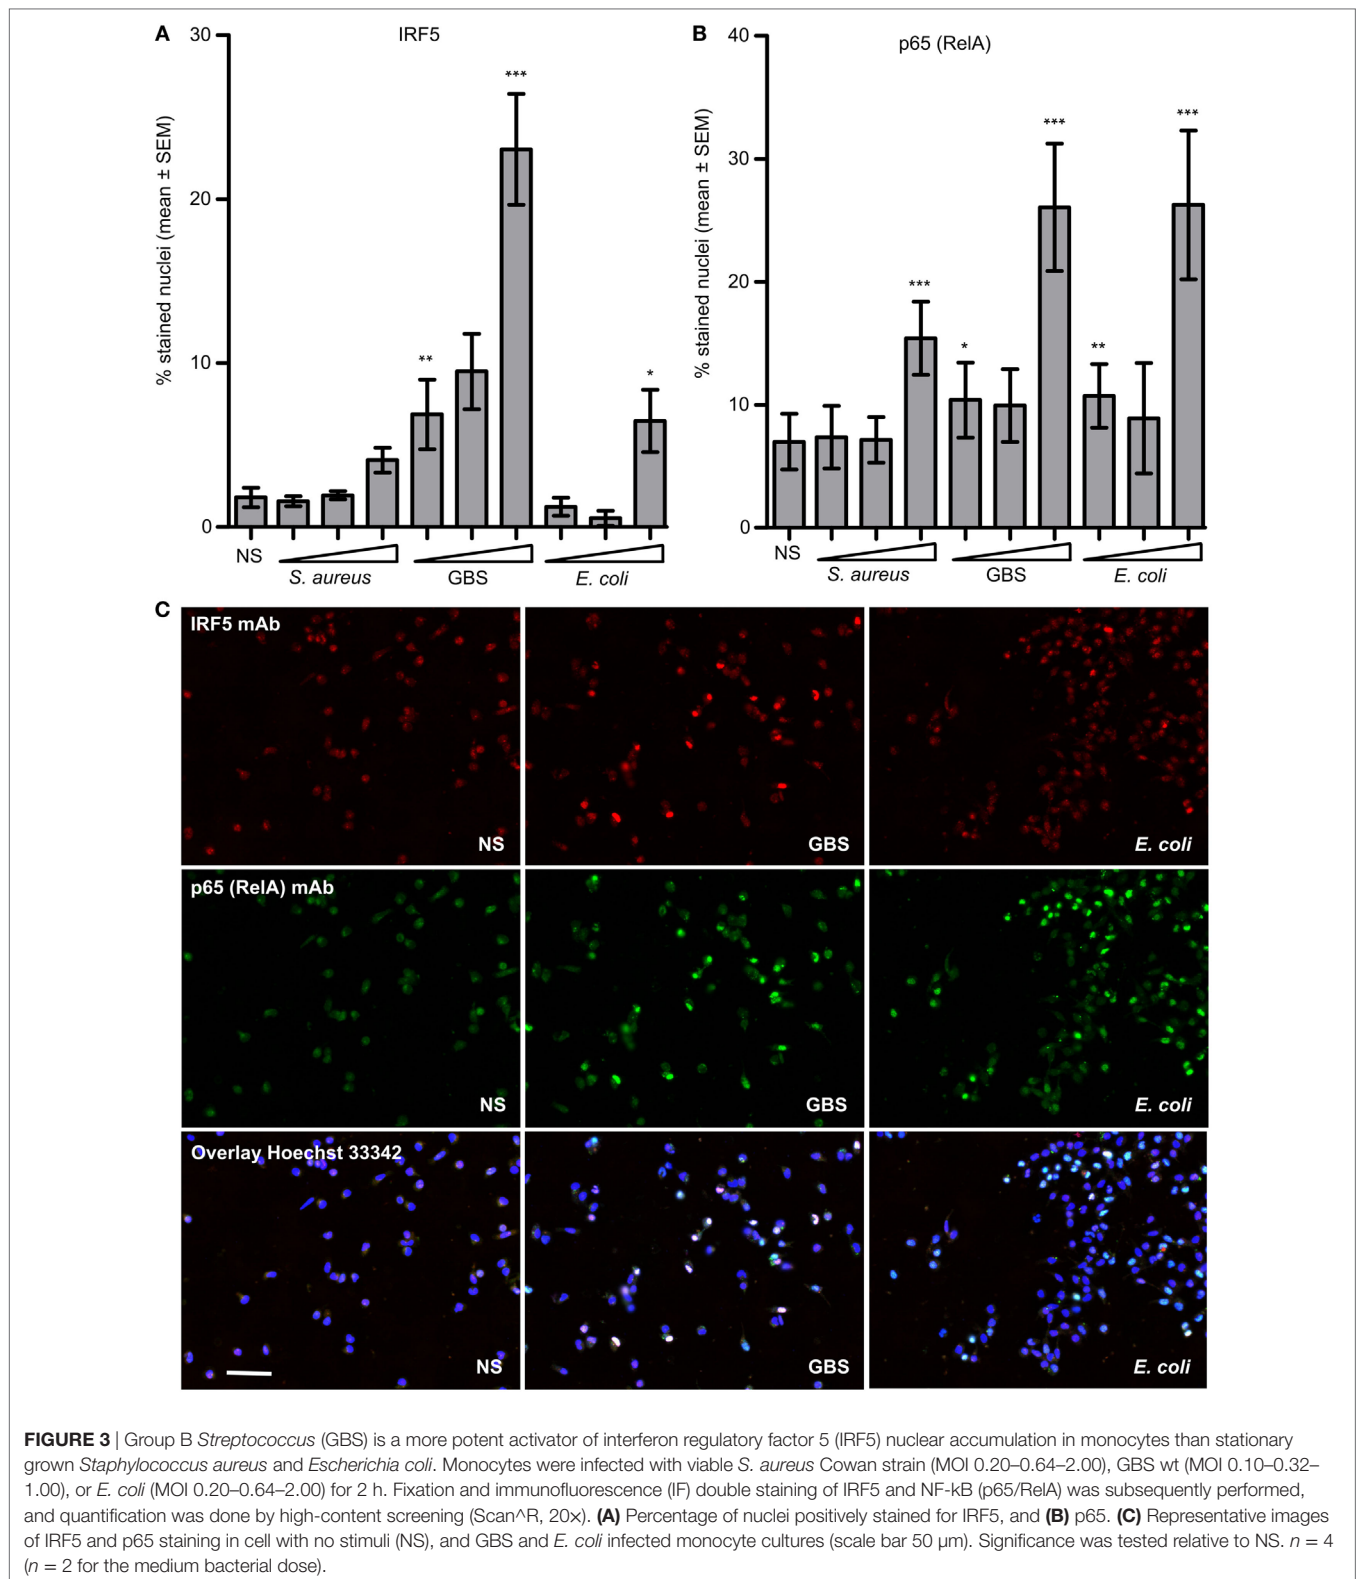 A
IRF5
% stained nuclei (mean ± SEM)
30
20
10
0
**
***
*
NS
S. aureus
GBS
E. coli
B
p65 (RelA)
% stained nuclei (mean ± SEM)
40
30
20
10
0
***
*
***
**
***
NS
S. aureus
GBS
E. coli
C
IRF5 mAb
NS
GBS
E. coli
p65 (RelA) mAb
NS
GBS
E. coli
Overlay Hoechst 33342
NS
GBS
E. coli
FIGURE 3 | Group B Streptococcus (GBS) is a more potent activator of interferon regulatory factor 5 (IRF5) nuclear accumulation in monocytes than stationary
grown Staphylococcus aureus and Escherichia coli. Monocytes were infected with viable S. aureus Cowan strain (MOI 0.20–0.64–2.00), GBS wt (MOI 0.10–0.32–
1.00), or E. coli (MOI 0.20–0.64–2.00) for 2 h. Fixation and immunofluorescence (IF) double staining of IRF5 and NF-kB (p65/RelA) was subsequently performed,
and quantification was done by high-content screening (Scan^R, 20×). (A) Percentage of nuclei positively stained for IRF5, and (B) p65. (C) Representative images
of IRF5 and p65 staining in cell with no stimuli (NS), and GBS and E. coli infected monocyte cultures (scale bar 50 µm). Significance was tested relative to NS. n = 4
(n = 2 for the medium bacterial dose).